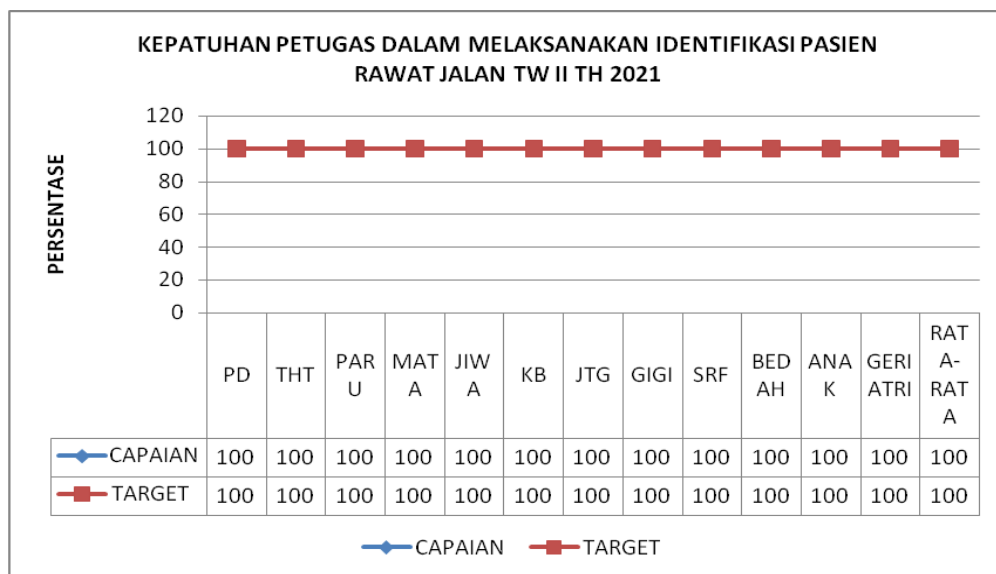 KEPATUHAN PETUGAS DALAM MELAKSANAKAN IDENTIFIKASI PASIEN
RAWAT JALAN TW II TH 2021
PERSENTASE
120
100
80
60
40
20
0
PD THT PAR U MAT A JIW A KB JTG GIGI SRF BED AH ANA K GERI ATRI RAT A- RAT A
CAPAIAN 100 100 100 100 100 100 100 100 100 100 100 100 100
TARGET 100 100 100 100 100 100 100 100 100 100 100 100 100
CAPAIAN TARGET